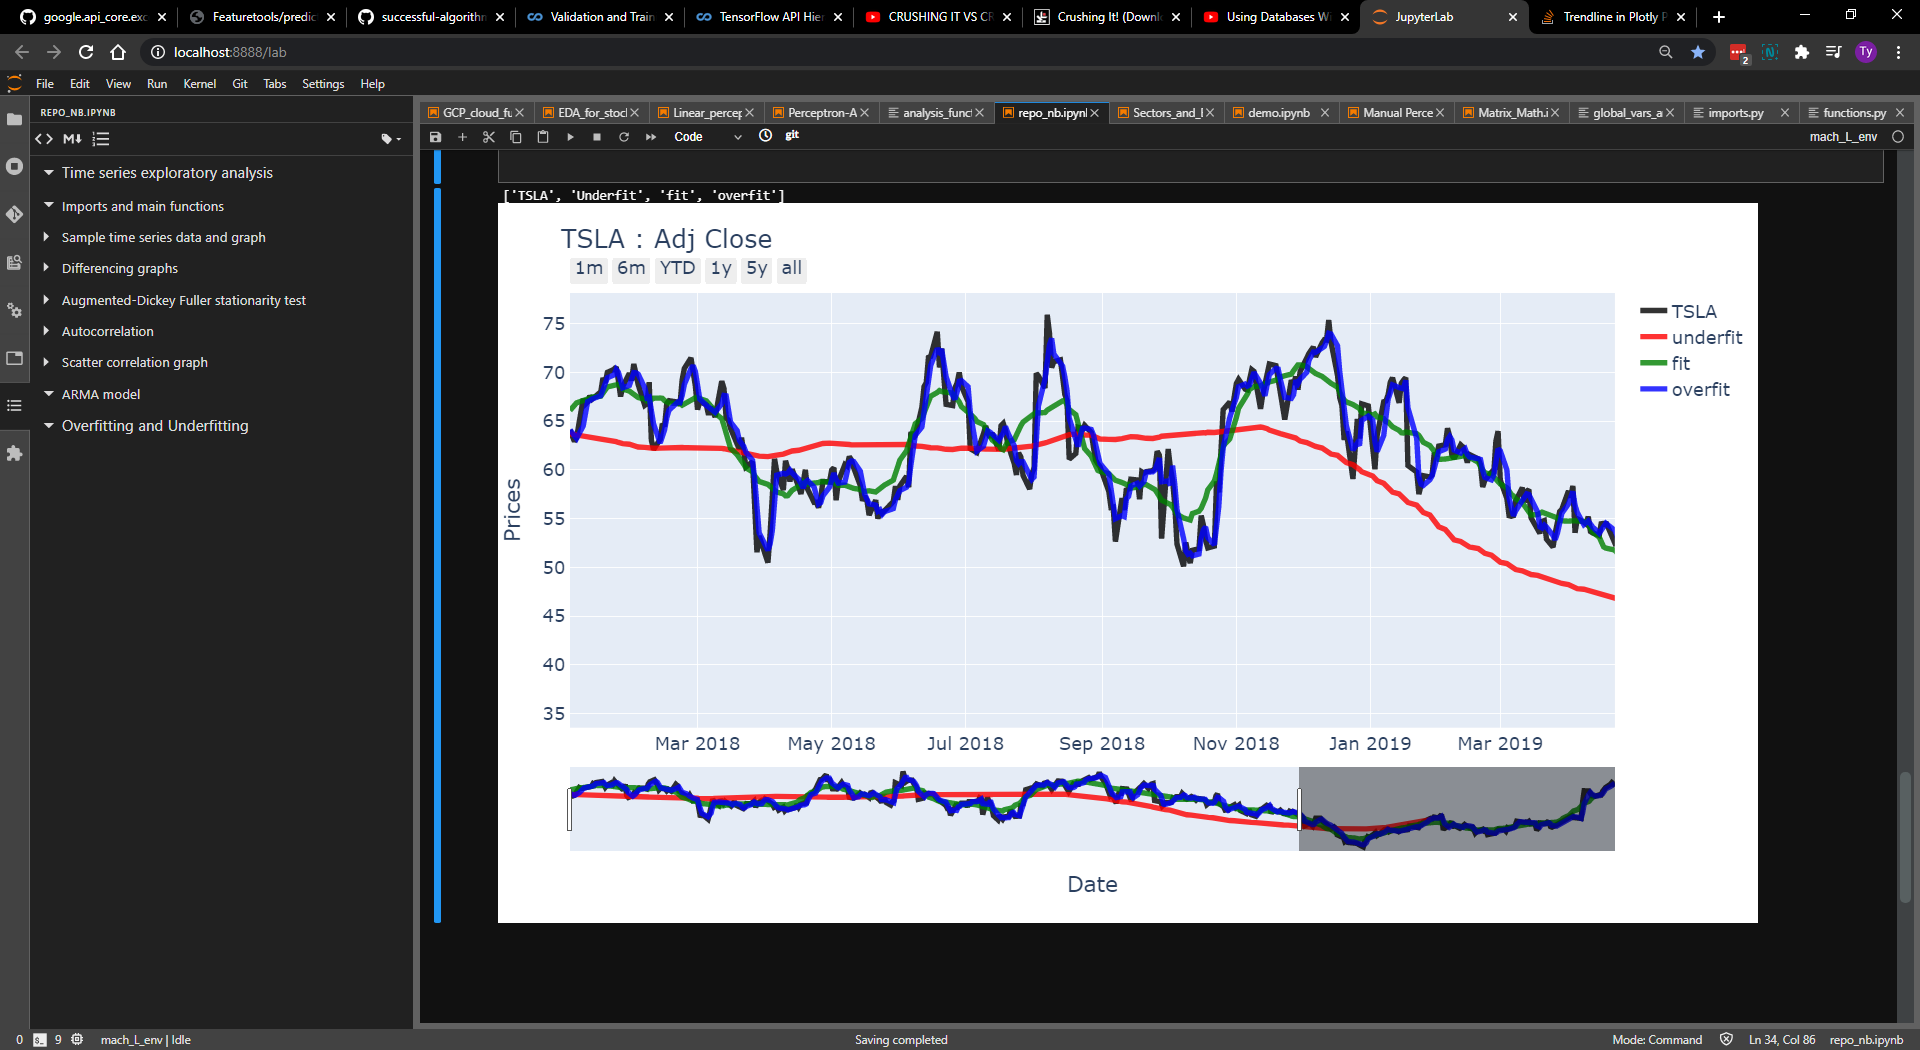 google.api_core.exc
Featuretools/predic
successful-algorithm
Validation and Train
TensorFlow API Hier
CRUSHING IT VS CR
Crushing It! (Downl
Using Databases Wi
JupyterLab
Trendline in Plotly P
localhost:8888/lab
2
Ty
File Edit View Run Kernel Git Tabs Settings Help
REPO_NB.IPYNB
GCP_cloud_fu
EDA_for_stoc
Linear_percep
Perceptron-A
analysis_funct
repo_nb.ipynb
Sectors_and_I
demo.ipynb
Manual Perce
Matrix_Math.i
global_vars_a
imports.py
functions.py
M
Code
git
mach_L_env
Time series exploratory analysis
Imports and main functions
Sample time series data and graph
Differencing graphs
Augmented-Dickey Fuller stationarity test
Autocorrelation
Scatter correlation graph
ARMA model
Overfitting and Underfitting
['TSLA', 'Underfit', 'fit', 'overfit']
TSLA : Adj Close
1m 6m YTD 1y 5y all
75
70
65
60
55
50
45
40
35
Prices
TSLA
underfit
fit
overfit
Mar 2018 May 2018 Jul 2018 Sep 2018 Nov 2018 Jan 2019 Mar 2019
Date
0 9 mach_L_env | Idle
Saving completed
Mode: Command
Ln 34, Col 86
repo_nb.ipynb